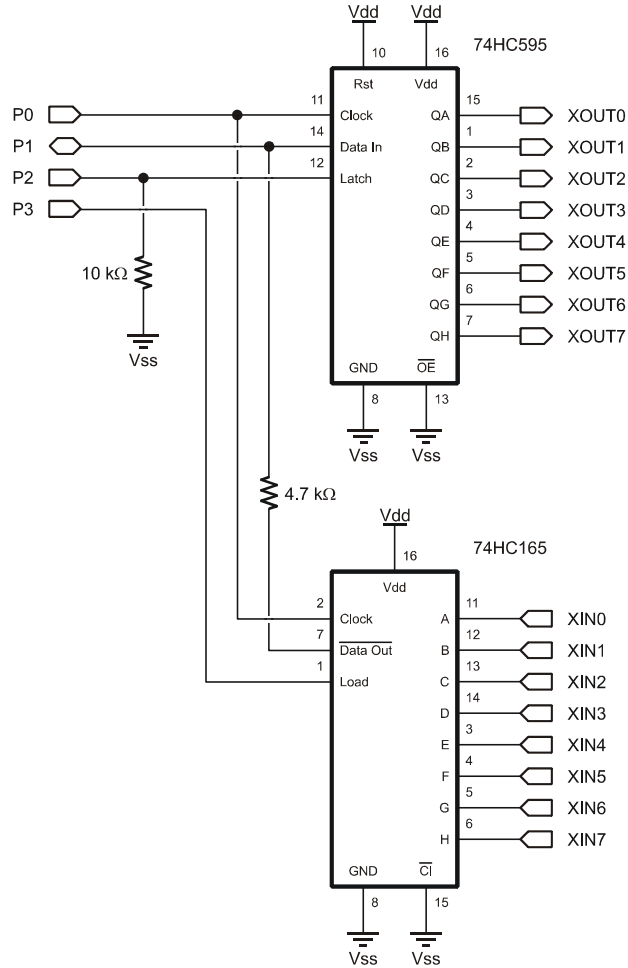 Vdd Vdd
10 16 74HC595
Rst Vdd
P0 11 Clock QA 15 XOUT0
P1 14 Data In QB 1 XOUT1
P2 12 Latch QC 2 XOUT2
P3 QD 3 XOUT3
QE 4 XOUT4
10 kΩ QF 5 XOUT5
QG 6 XOUT6
QH 7 XOUT7
Vss
GND OE
8 13
Vss Vss
4.7 kΩ
Vdd
16 74HC165
Vdd
2 Clock A 11 XIN0
7 Data Out B 12 XIN1
1 Load C 13 XIN2
D 14 XIN3
E 3 XIN4
F 4 XIN5
G 5 XIN6
H 6 XIN7
GND CI
8 15
Vss Vss